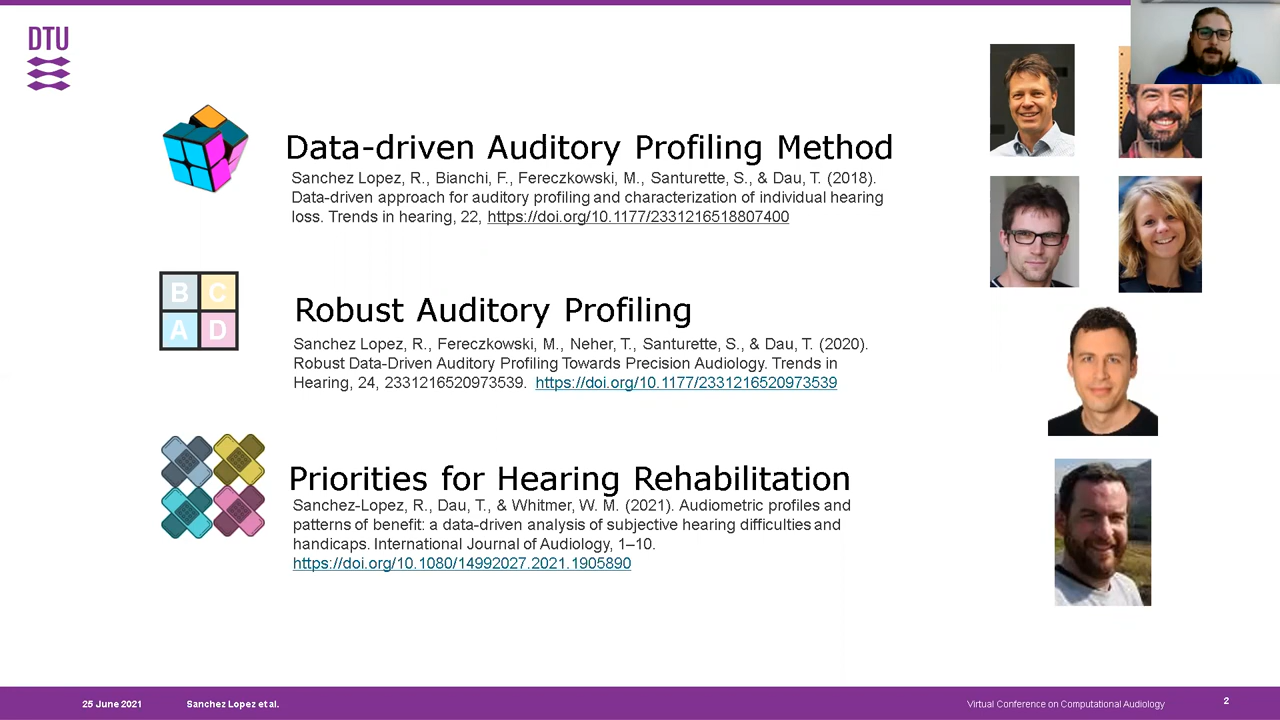 DTU
Data-driven Auditory Profiling Method
Sanchez Lopez, R., Bianchi, F., Fereczkowski, M., Santurette, S., & Dau, T. (2018).
Data-driven approach for auditory profiling and characterization of individual hearing
loss. Trends in hearing, 22, https://doi.org/10.1177/2331216518807400
B C
A D
Robust Auditory Profiling
Sanchez Lopez, R., Fereczkowski, M., Neher, T., Santurette, S., & Dau, T. (2020).
Robust Data-Driven Auditory Profiling Towards Precision Audiology. Trends in
Hearing, 24, 2331216520973539. https://doi.org/10.1177/2331216520973539
Priorities for Hearing Rehabilitation
Sanchez-Lopez, R., Dau, T., & Whitmer, W. M. (2021). Audiometric profiles and
patterns of benefit: a data-driven analysis of subjective hearing difficulties and
handicaps. International Journal of Audiology, 1–10.
https://doi.org/10.1080/14992027.2021.1905890
25 June 2021 Sanchez Lopez et al. Virtual Conference on Computational Audiology 2